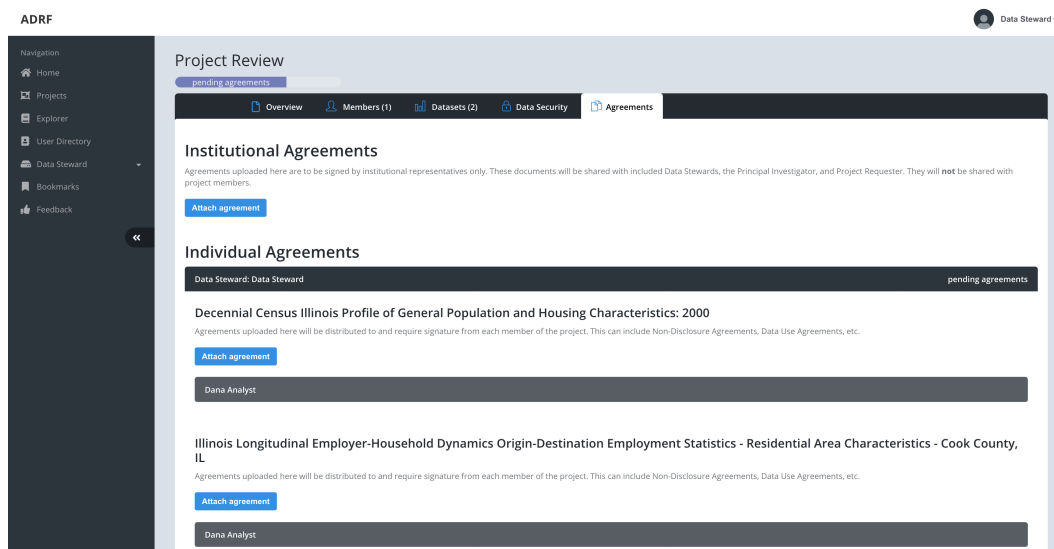 ADRF
Data Steward
Navigation
Home
Projects
Explorer
User Directory
Data Steward
Bookmarks
Feedback
Project Review
pending agreements
Overview
Members (1)
Datasets (2)
Data Security
Agreements
Institutional Agreements
Agreements uploaded here are to be signed by institutional representatives only. These documents will be shared with included Data Stewards, the Principal Investigator, and Project Requester. They will not be shared with
project members.
Attach agreement
Individual Agreements
Data Steward: Data Steward
pending agreements
Decennial Census Illinois Profile of General Population and Housing Characteristics: 2000
Agreements uploaded here will be distributed to and require signature from each member of the project. This can include Non-Disclosure Agreements, Data Use Agreements, etc.
Attach agreement
Dana Analyst
Illinois Longitudinal Employer-Household Dynamics Origin-Destination Employment Statistics - Residential Area Characteristics - Cook County,
IL
Agreements uploaded here will be distributed to and require signature from each member of the project. This can include Non-Disclosure Agreements, Data Use Agreements, etc.
Attach agreement
Dana Analyst